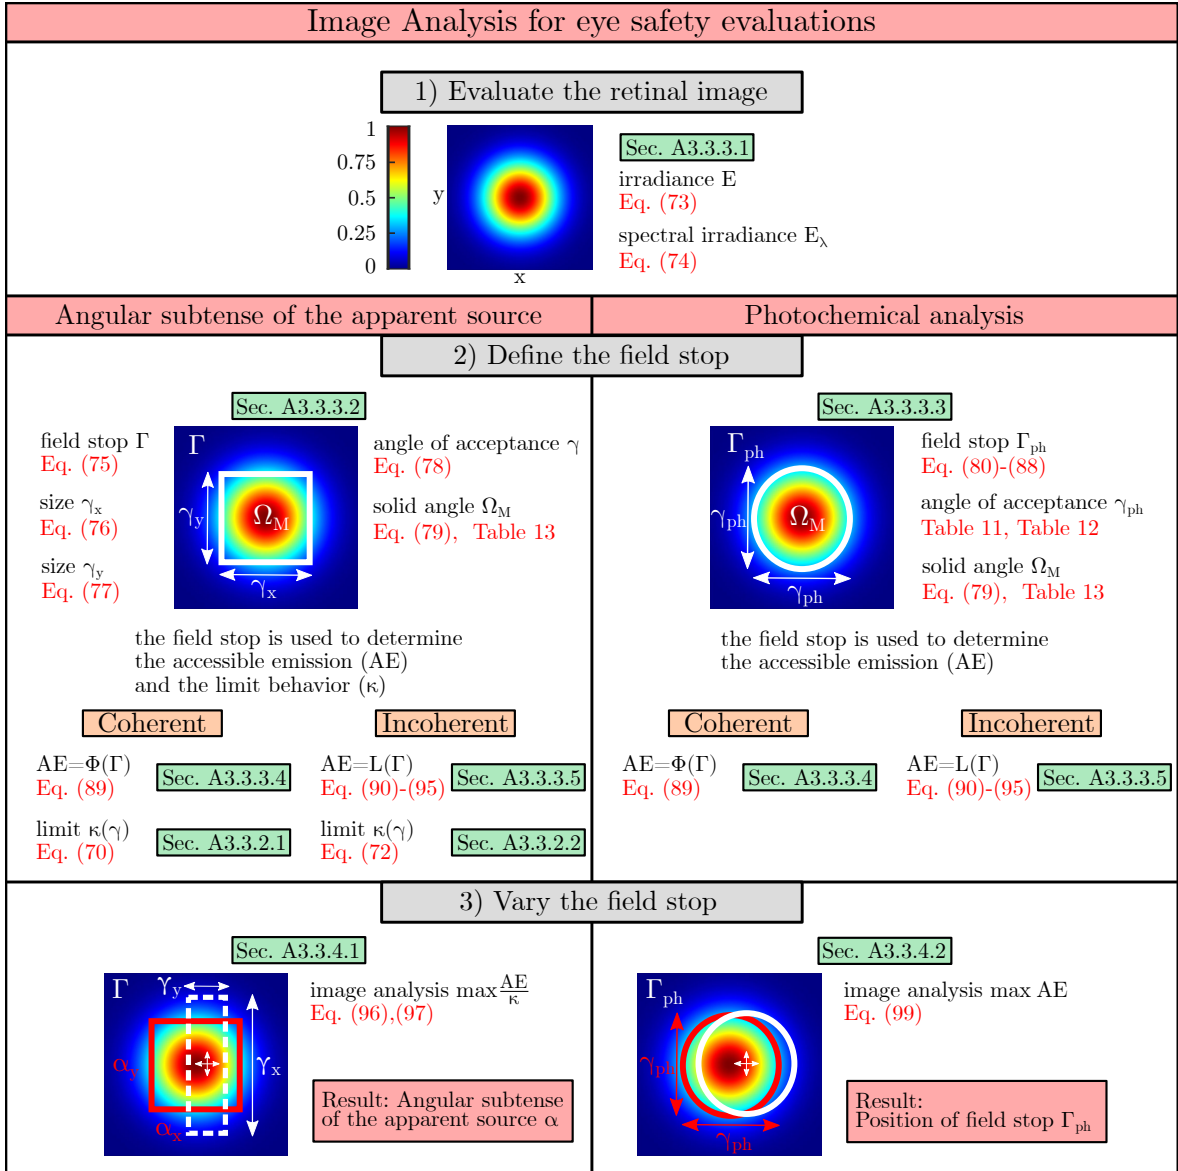 Image Analysis for eye safety evaluations
1) Evaluate the retinal image
1
0.75
0.5
0.25
0
y
x
Sec. A3.3.3.1
irradiance E
Eq. (73)
spectral irradiance Eλ
Eq. (74)
Angular subtense of the apparent source
Photochemical analysis
2) Define the field stop
Sec. A3.3.3.2
field stop Γ
Eq. (75)
size γx
Eq. (76)
size γy
Eq. (77)
Γ
γy
ΩM
γx
angle of acceptance γ
Eq. (78)
solid angle ΩM
Eq. (79), Table 13
the field stop is used to determine
the accessible emission (AE)
and the limit behavior (κ)
Coherent
Incoherent
AE=Φ(Γ)
Eq. (89)
Sec. A3.3.3.4
AE=L(Γ)
Eq. (90)-(95)
Sec. A3.3.3.5
limit κ(γ)
Eq. (70)
Sec. A3.3.2.1
limit κ(γ)
Eq. (72)
Sec. A3.3.2.2
Sec. A3.3.3.3
Γph
γph
ΩM
γph
field stop Γph
Eq. (80)-(88)
angle of acceptance γph
Table 11, Table 12
solid angle ΩM
Eq. (79), Table 13
the field stop is used to determine
the accessible emission (AE)
Coherent
Incoherent
AE=Φ(Γ)
Eq. (89)
Sec. A3.3.3.4
AE=L(Γ)
Eq. (90)-(95)
Sec. A3.3.3.5
3) Vary the field stop
Sec. A3.3.4.1
Γ
γy
γx
αy
αx
image analysis max AE/κ
Eq. (96),(97)
Result: Angular subtense
of the apparent source α
Sec. A3.3.4.2
Γph
γph
γph
image analysis max AE
Eq. (99)
Result:
Position of field stop Γph